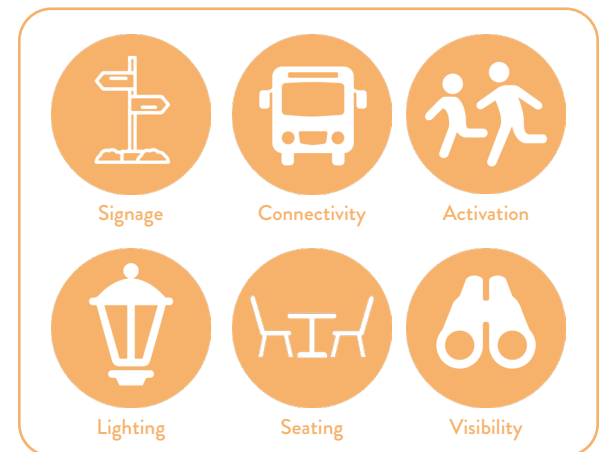 Signage
Connectivity
Activation
Lighting
Seating
Visibility